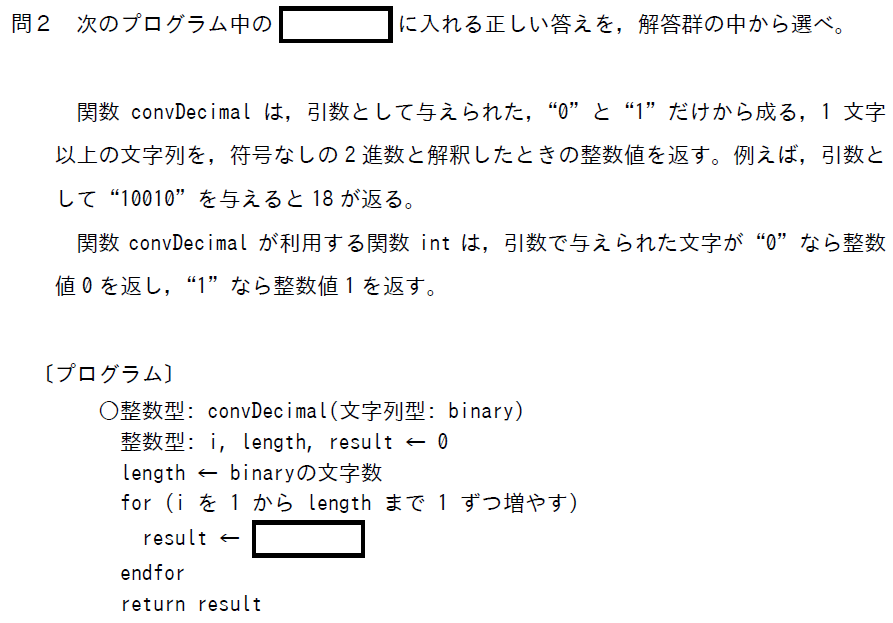 問2 次のプログラム中の に入れる正しい答えを，解答群の中から選べ。
関数 convDecimal は，引数として与えられた，“0”と“1”だけから成る，1 文字
以上の文字列を，符号なしの2進数と解釈したときの整数値を返す。例えば，引数と
して“10010”を与えると18が返る。
関数 convDecimal が利用する関数 int は，引数で与えられた文字が“0”なら整数
値0を返し，“1”なら整数値1を返す。
〔プログラム〕
○整数型: convDecimal(文字列型: binary)
整数型: i, length, result ← 0
length ← binaryの文字数
for (i を 1 から length まで 1 ずつ増やす)
result ←
endfor
return result